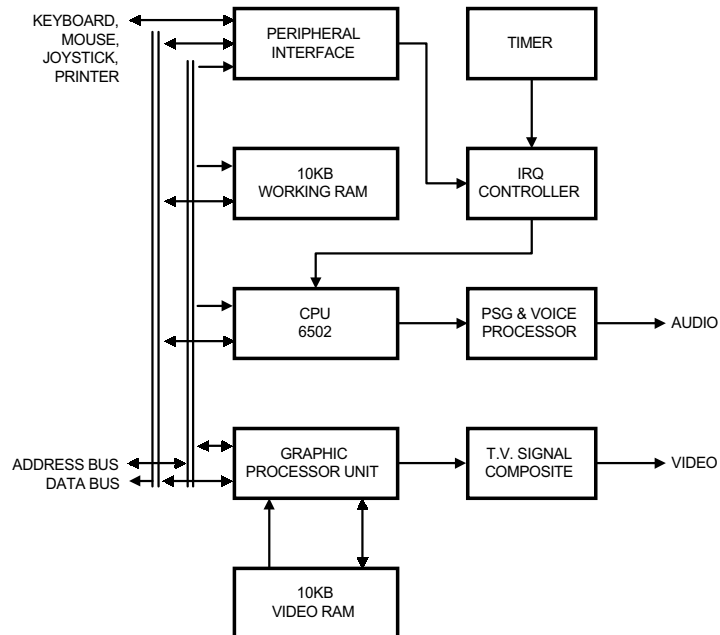 KEYBOARD,
MOUSE,
JOYSTICK,
PRINTER
PERIPHERAL
INTERFACE
TIMER
10KB
WORKING RAM
IRQ
CONTROLLER
CPU
6502
PSG & VOICE
PROCESSOR
AUDIO
ADDRESS BUS
DATA BUS
GRAPHIC
PROCESSOR UNIT
T.V. SIGNAL
COMPOSITE
VIDEO
10KB
VIDEO RAM